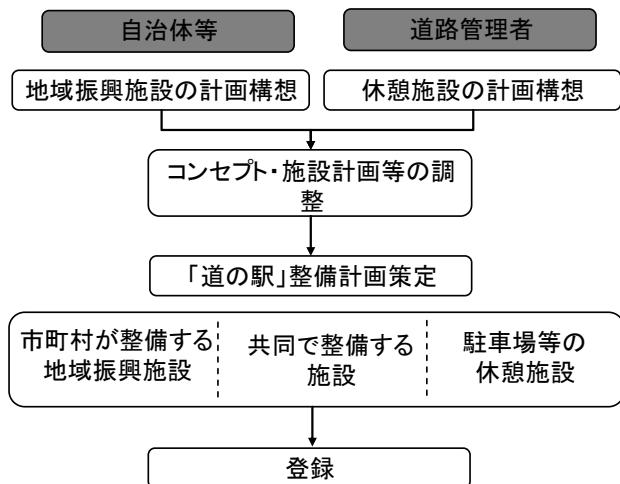 自治体等
道路管理者
地域振興施設の計画構想
休憩施設の計画構想
コンセプト・施設計画等の調
整
「道の駅」整備計画策定
市町村が整備する
地域振興施設
共同で整備する
施設
駐車場等の
休憩施設
登録